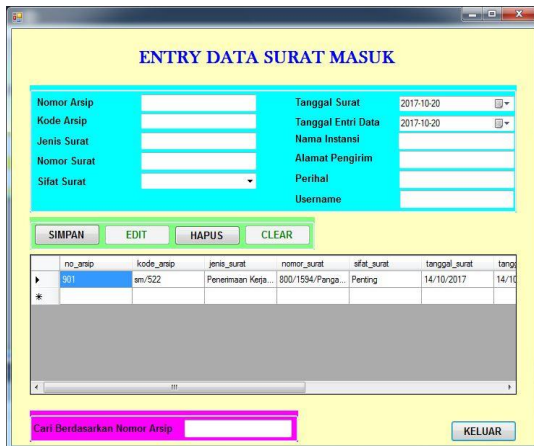 ENTRY DATA SURAT MASUK
Nomor Arsip
Kode Arsip
Jenis Surat
Nomor Surat
Sifat Surat
Tanggal Surat 2017-10-20
Tanggal Entri Data 2017-10-20
Nama Instansi
Alamat Pengirim
Perihal
Username
SIMPAN EDIT HAPUS CLEAR
no_arsip kode_arsip jenis_surat nomor_surat sifat_surat tanggal_surat tangg
901 sm/522 Penerimaan Kerja... 800/1594/Panga... Penting 14/10/2017 14/10
Cari Berdasarkan Nomor Arsip
KELUAR